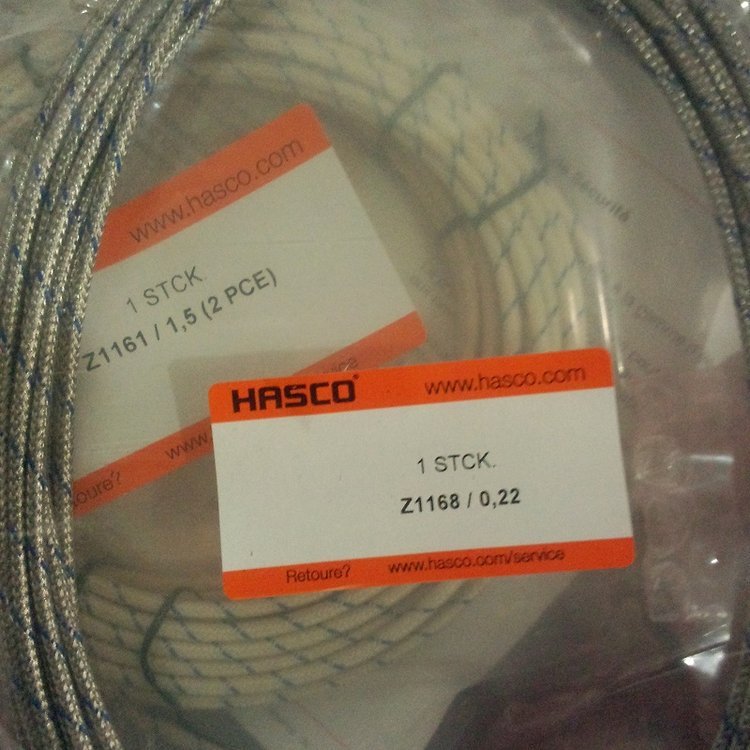 www.hasco.com
1 STCK
Z1161 / 1,5 (2 PCE)
HASCO®
www.hasco.com
1 STCK.
Z1168 / 0,22
Retoure?
www.hasco.com/service